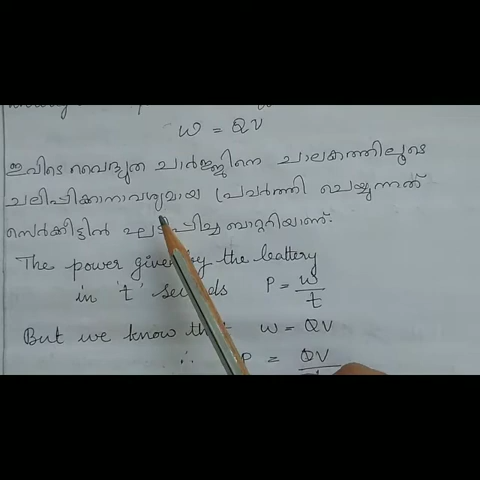 W = QV
ഇവിടെ വൈദ്യുത ചാർജ്ജിനെ ചാലകത്തിലൂടെ
ചലിപ്പിക്കാനാവശ്യമായ പ്രവർത്തി ചെയ്യുന്നത്
സെർക്കീട്ടിൽ ഘടിപ്പിച്ച ബാറ്ററിയാണ്.
The power given by the battery
in 't' seconds P = W/t
But we know that W = QV
∴ P = QV